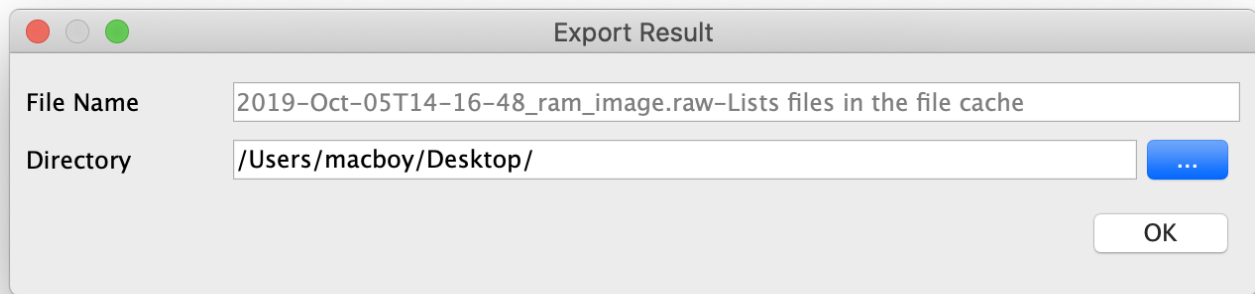 Export Result
File Name 2019-Oct-05T14-16-48_ram_image.raw-Lists files in the file cache
Directory /Users/macboy/Desktop/ ...
OK